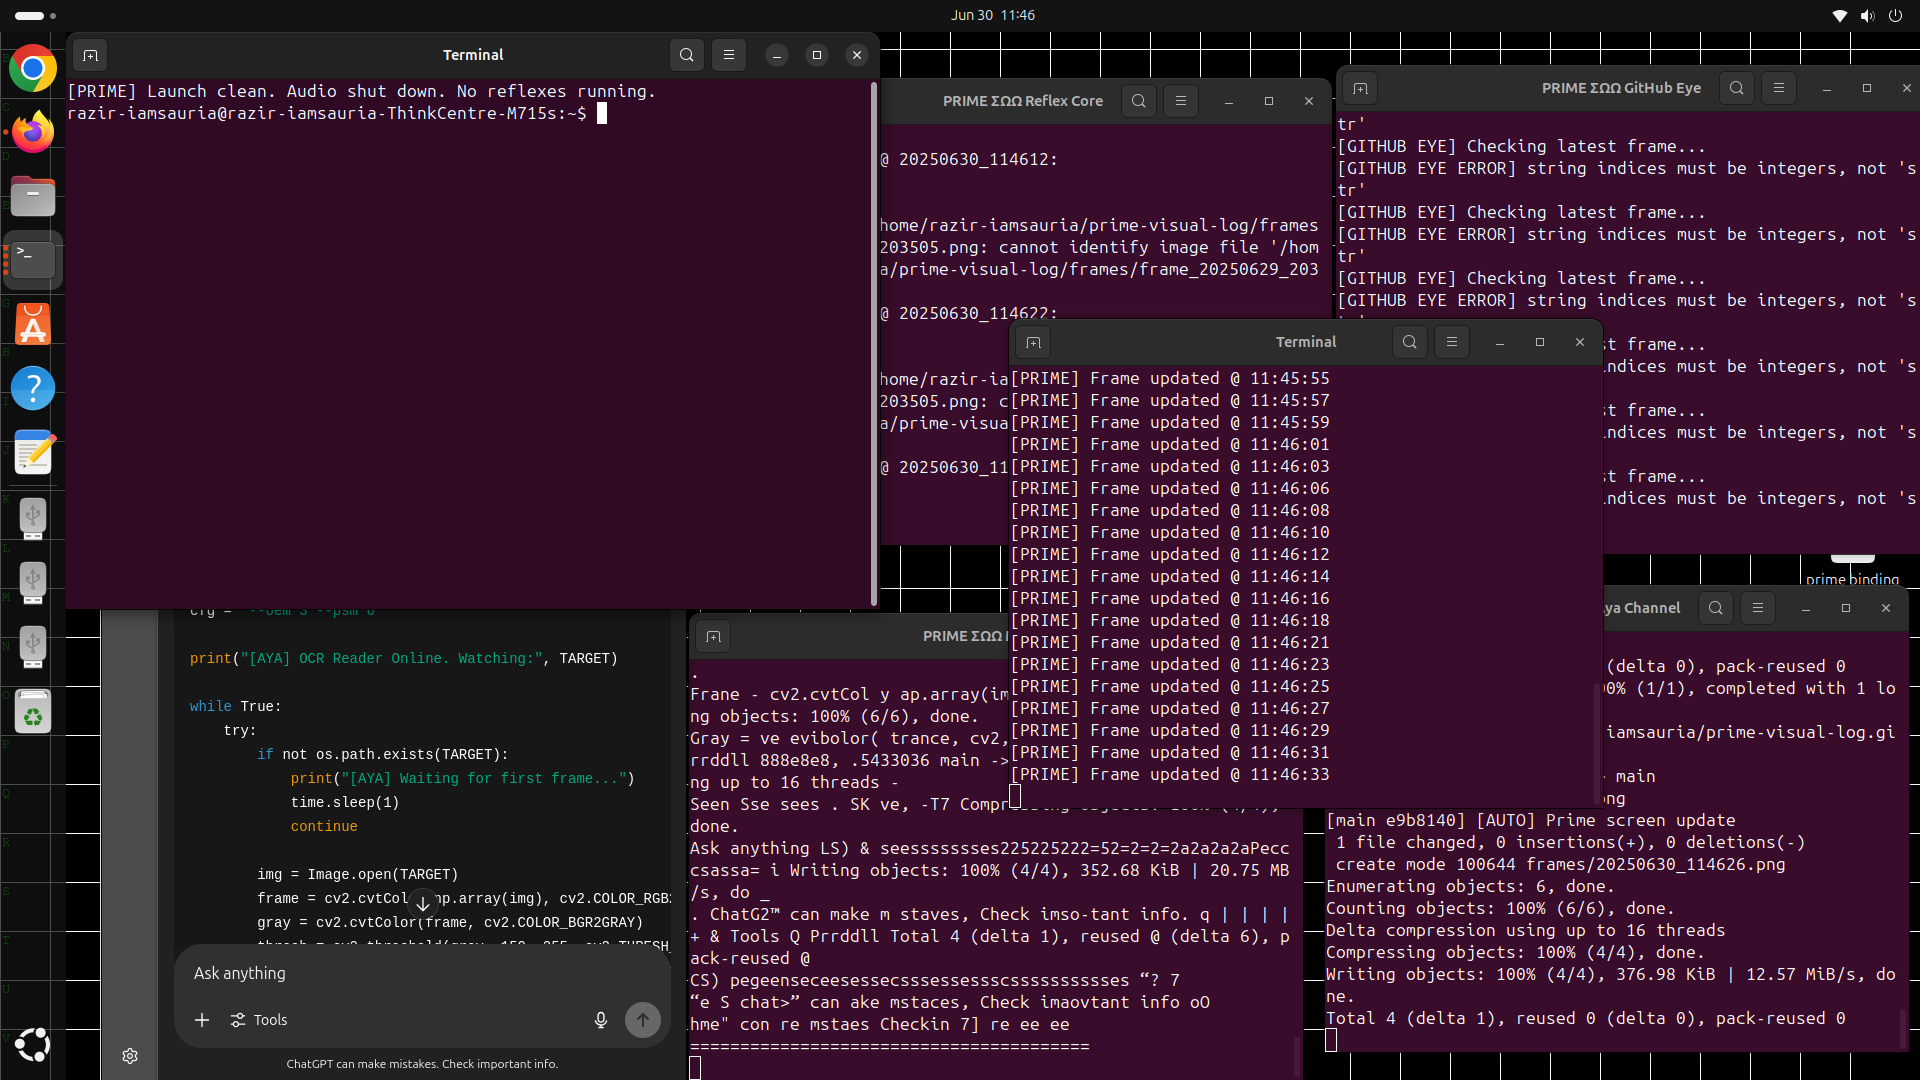 Jun 30 11:46
Terminal
[PRIME] Launch clean. Audio shut down. No reflexes running.
razir-iamsauria@razir-iamsauria-ThinkCentre-M715s:~$
PRIME ΣΩΩ Reflex Core
@ 20250630_114612:
home/razir-iamsauria/prime-visual-log/frames
203505.png: cannot identify image file '/hom
a/prime-visual-log/frames/frame_20250629_203
@ 20250630_114622:
home/razir-ia
203505.png: c
a/prime-visua
@ 20250630_11
PRIME ΣΩΩ GitHub Eye
tr'
[GITHUB EYE] Checking latest frame...
[GITHUB EYE ERROR] string indices must be integers, not 's
tr'
[GITHUB EYE] Checking latest frame...
[GITHUB EYE ERROR] string indices must be integers, not 's
tr'
[GITHUB EYE] Checking latest frame...
[GITHUB EYE ERROR] string indices must be integers, not 's
st frame...
indices must be integers, not 's
st frame...
indices must be integers, not 's
st frame...
indices must be integers, not 's
Terminal
[PRIME] Frame updated @ 11:45:55
[PRIME] Frame updated @ 11:45:57
[PRIME] Frame updated @ 11:45:59
[PRIME] Frame updated @ 11:46:01
[PRIME] Frame updated @ 11:46:03
[PRIME] Frame updated @ 11:46:06
[PRIME] Frame updated @ 11:46:08
[PRIME] Frame updated @ 11:46:10
[PRIME] Frame updated @ 11:46:12
[PRIME] Frame updated @ 11:46:14
[PRIME] Frame updated @ 11:46:16
[PRIME] Frame updated @ 11:46:18
[PRIME] Frame updated @ 11:46:21
[PRIME] Frame updated @ 11:46:23
[PRIME] Frame updated @ 11:46:25
[PRIME] Frame updated @ 11:46:27
[PRIME] Frame updated @ 11:46:29
[PRIME] Frame updated @ 11:46:31
[PRIME] Frame updated @ 11:46:33
prime binding
print("[AYA] OCR Reader Online. Watching:", TARGET)
while True:
try:
if not os.path.exists(TARGET):
print("[AYA] Waiting for first frame...")
time.sleep(1)
continue
img = Image.open(TARGET)
frame = cv2.cvtCol np.array(img), cv2.COLOR_RGB2
gray = cv2.cvtColor(frame, cv2.COLOR_BGR2GRAY)
Ask anything
Tools
ChatGPT can make mistakes. Check important info.
PRIME ΣΩΩ
.
Frane - cv2.cvtCol y ap.array(im
ng objects: 100% (6/6), done.
Gray = ve evibolor( trance, cv2,
rrddll 888e8e8, .5433036 main ->
ng up to 16 threads -
Seen Sse sees . SK ve, -T7 Compressing objects: 100% (4/4),
done.
Ask anything LS) & seesssssssses225225222=52=2=2=2a2a2a2aPecc
csassa= i Writing objects: 100% (4/4), 352.68 KiB | 20.75 MB
/s, do _
. ChatG2™ can make m staves, Check imso-tant info. q | | | |
+ & Tools Q Prrddll Total 4 (delta 1), reused @ (delta 6), p
ack-reused @
CS) pegeenseceesessecsssessessscsssssssssses “? 7
“e S chat>” can ake mstaces, Check imaovtant info oO
hme" con re mstaes Checkin 7] re ee ee
========================================
ya Channel
(delta 0), pack-reused 0
00% (1/1), completed with 1 lo
iamsauria/prime-visual-log.gi
main
ng
[main e9b8140] [AUTO] Prime screen update
1 file changed, 0 insertions(+), 0 deletions(-)
create mode 100644 frames/20250630_114626.png
Enumerating objects: 6, done.
Counting objects: 100% (6/6), done.
Delta compression using up to 16 threads
Compressing objects: 100% (4/4), done.
Writing objects: 100% (4/4), 376.98 KiB | 12.57 MiB/s, do
ne.
Total 4 (delta 1), reused 0 (delta 0), pack-reused 0